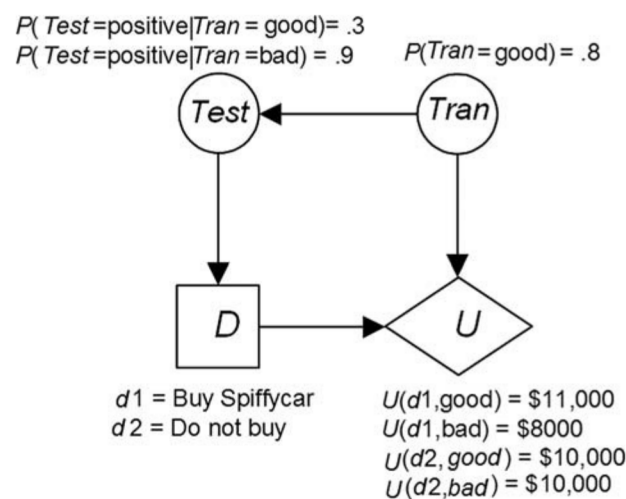 P( Test=positive|Tran = good)= .3
P( Test=positive|Tran =bad) = .9
P(Tran = good) = .8
Test
Tran
D
U
d1 = Buy Spiffycar
d2 = Do not buy
U(d1,good) = $11,000
U(d1,bad) = $8000
U(d2, good) = $10,000
U(d2,bad) = $10,000